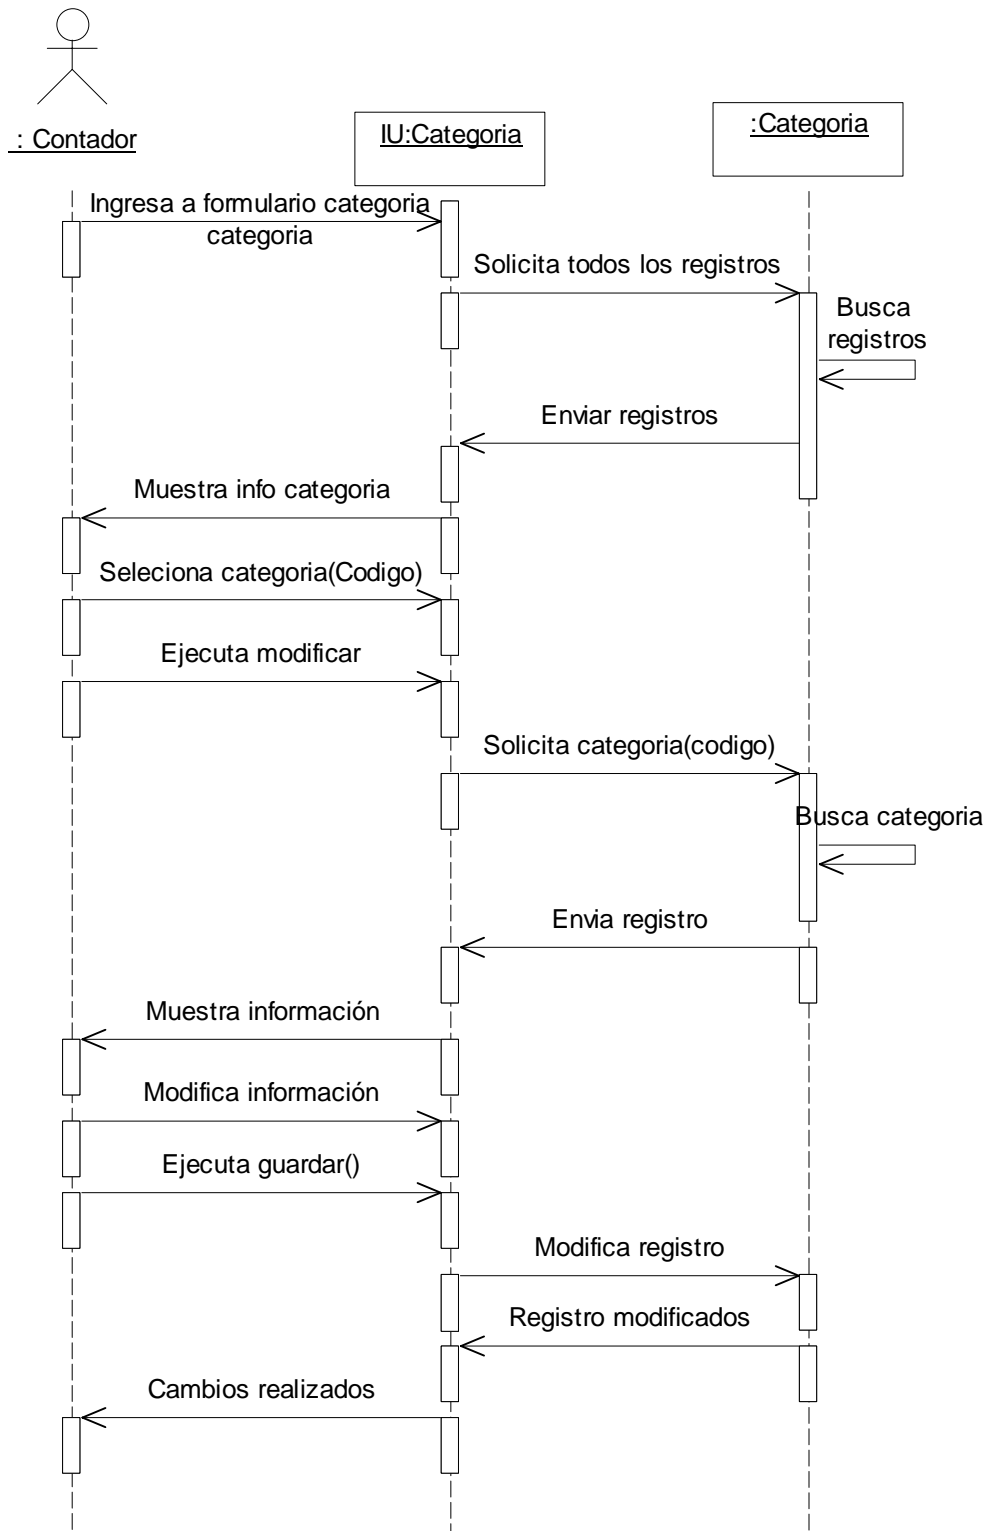 : Contador
IU:Categoria
:Categoria
Ingresa a formulario categoria
categoria
Solicita todos los registros
Busca
registros
Enviar registros
Muestra info categoria
Seleciona categoria(Codigo)
Ejecuta modificar
Solicita categoria(codigo)
Busca categoria
Envia registro
Muestra información
Modifica información
Ejecuta guardar()
Modifica registro
Registro modificados
Cambios realizados